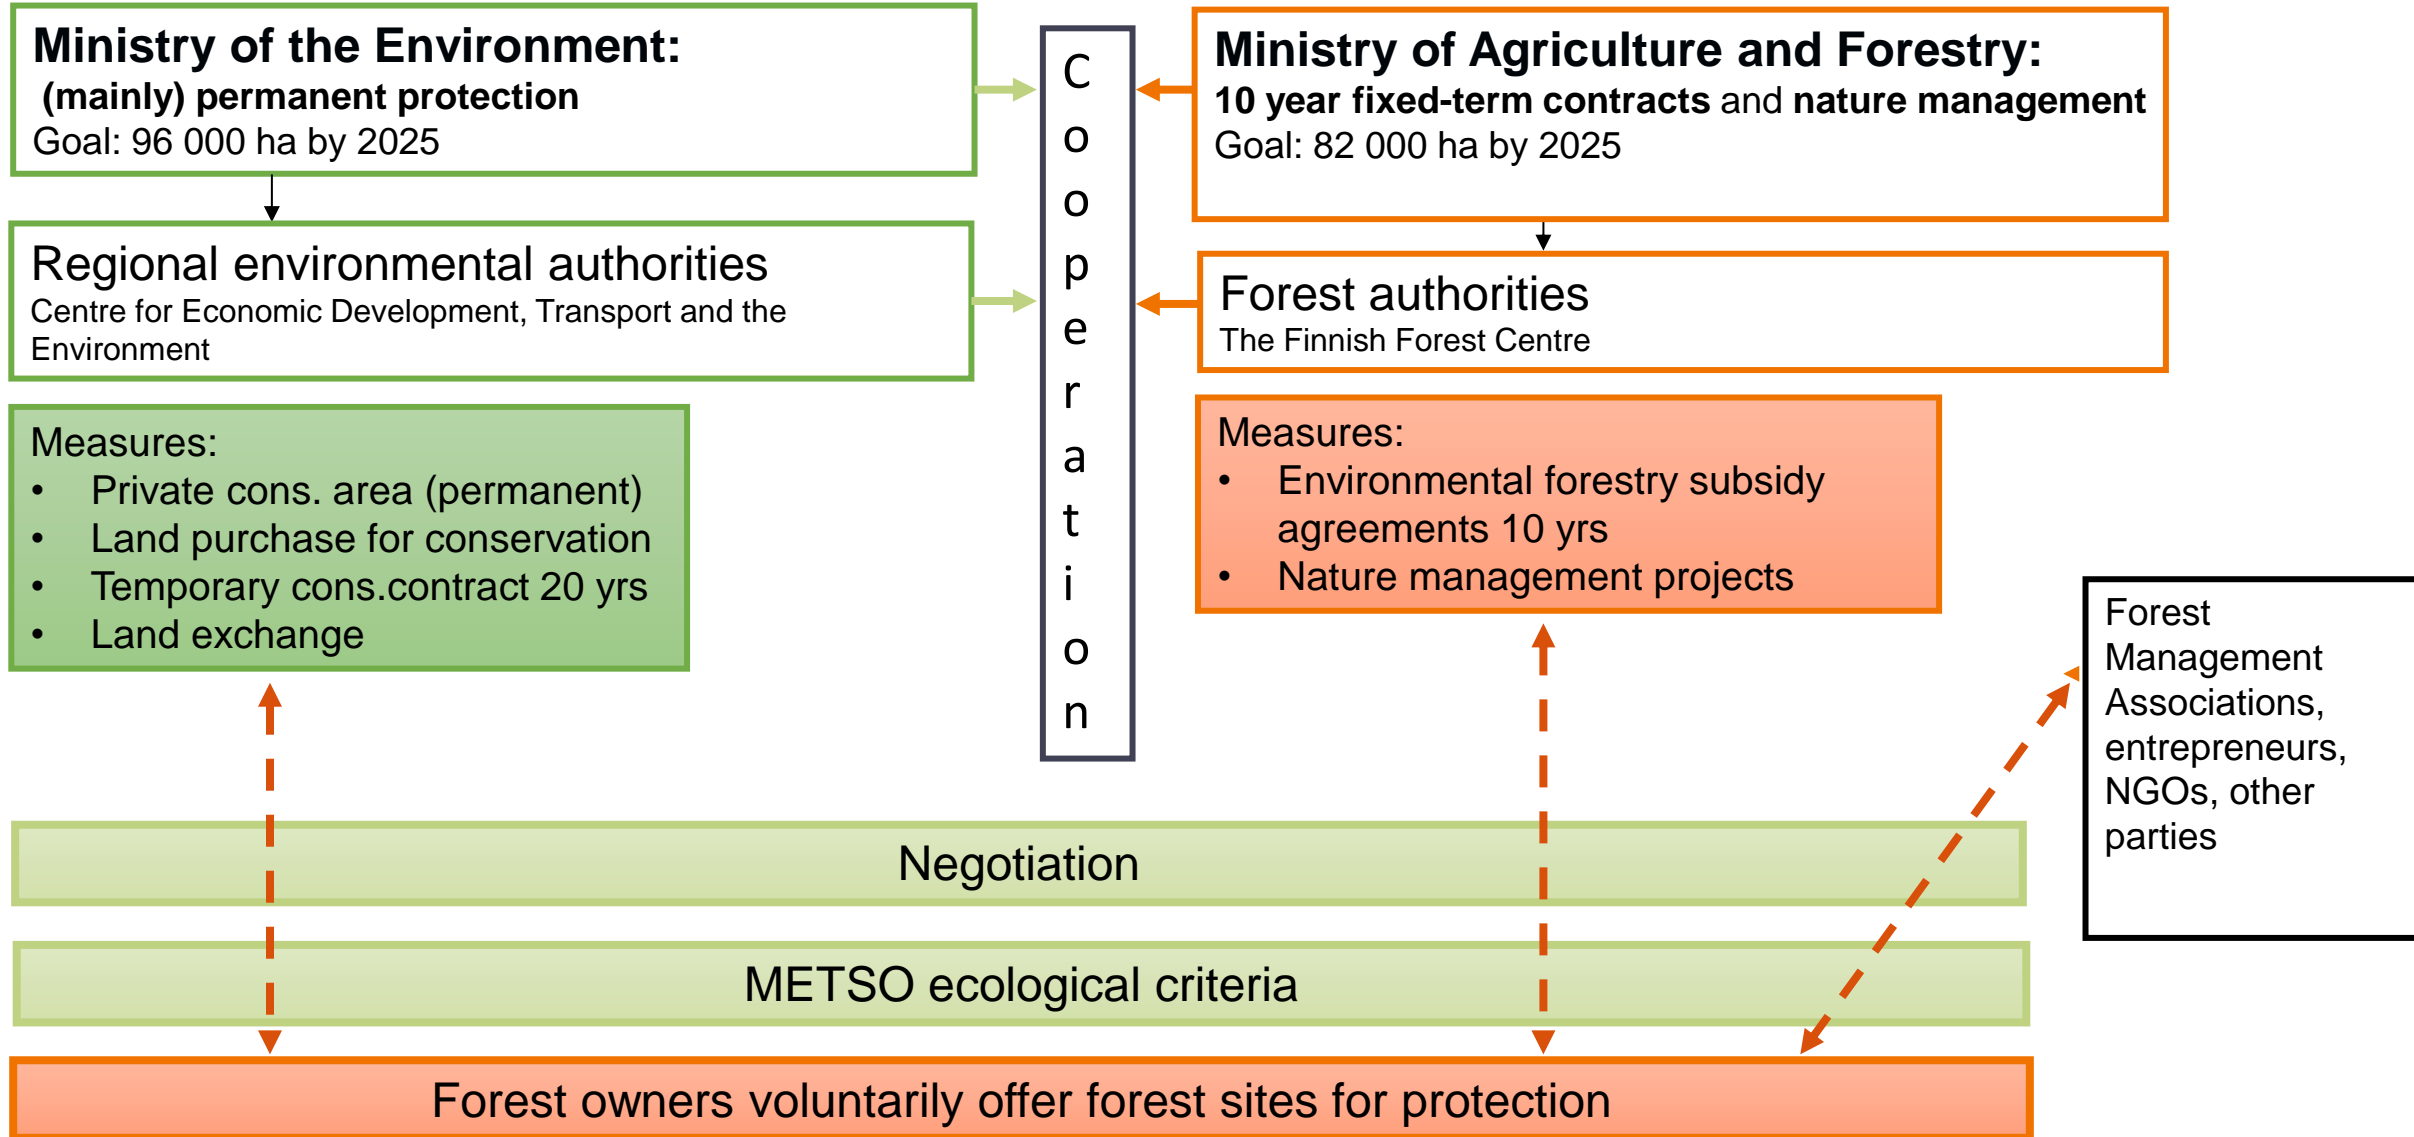 Ministry of the Environment:
(mainly) permanent protection
Goal: 96 000 ha by 2025
Cooperation
Ministry of Agriculture and Forestry:
10 year fixed-term contracts and nature management
Goal: 82 000 ha by 2025
Regional environmental authorities
Centre for Economic Development, Transport and the
Environment
Forest authorities
The Finnish Forest Centre
Measures:
• Private cons. area (permanent)
• Land purchase for conservation
• Temporary cons.contract 20 yrs
• Land exchange
Measures:
• Environmental forestry subsidy
agreements 10 yrs
• Nature management projects
Forest
Management
Associations,
entrepreneurs,
NGOs, other
parties
Negotiation
METSO ecological criteria
Forest owners voluntarily offer forest sites for protection